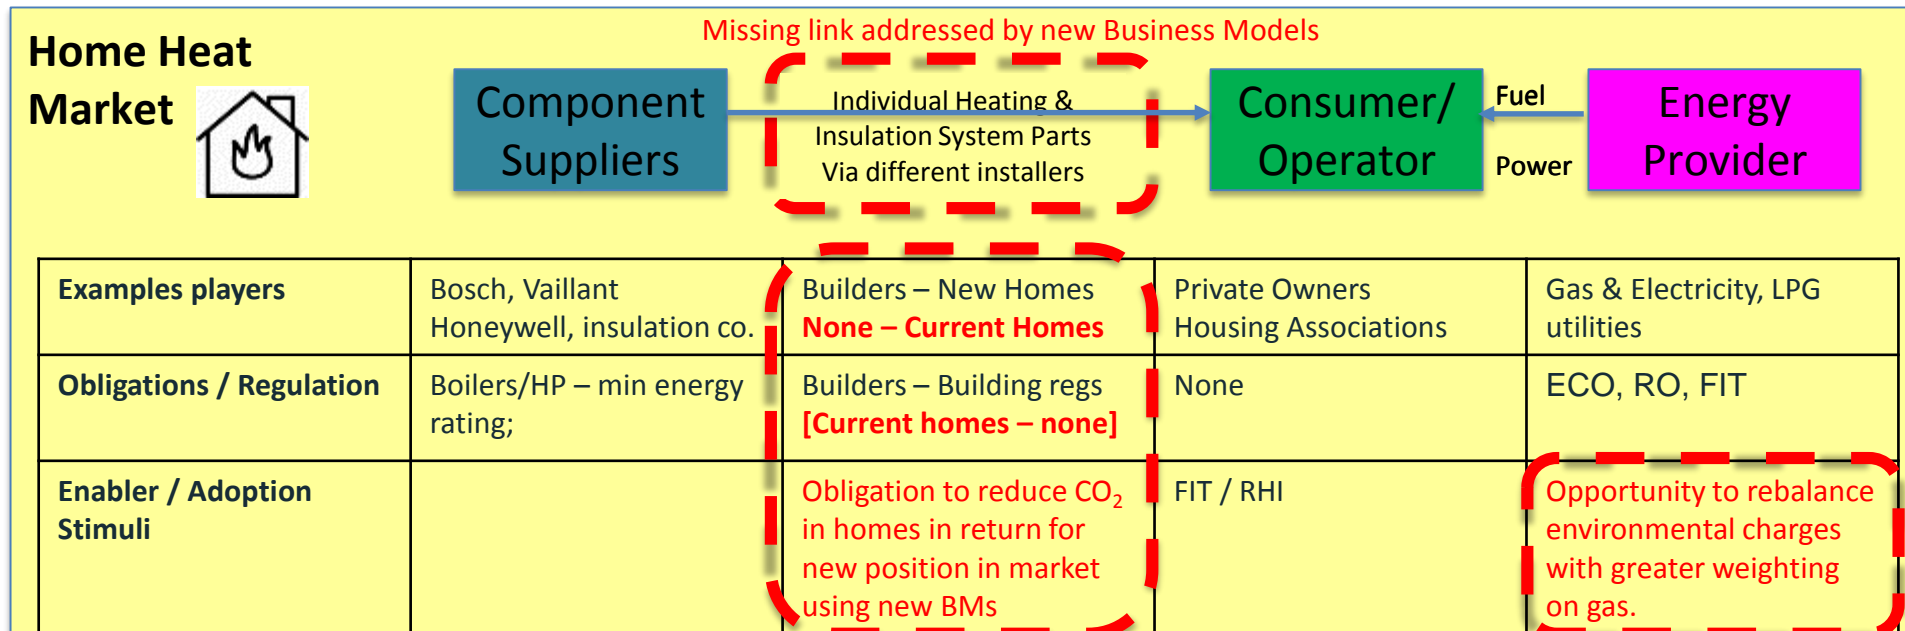 Missing link addressed by new Business Models
Home Heat
Market
Component
Suppliers
Individual Heating &
Insulation System Parts
Via different installers
Consumer/
Operator
Fuel
Power
Energy
Provider
Examples players
Bosch, Vaillant
Honeywell, insulation co.
Builders – New Homes
None – Current Homes
Private Owners
Housing Associations
Gas & Electricity, LPG
utilities
Obligations / Regulation
Boilers/HP – min energy
rating;
Builders – Building regs
[Current homes – none]
None
ECO, RO, FIT
Enabler / Adoption
Stimuli
Obligation to reduce CO₂
in homes in return for
new position in market
using new BMs
FIT / RHI
Opportunity to rebalance
environmental charges
with greater weighting
on gas.